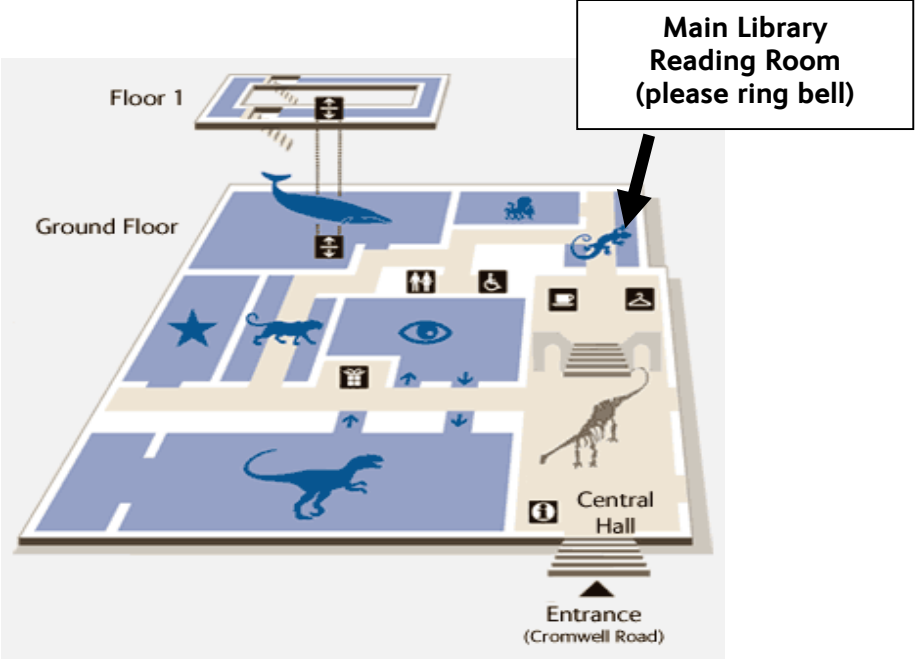 Main Library
Reading Room
(please ring bell)
Floor 1
Ground Floor
Central
Hall
Entrance
(Cromwell Road)